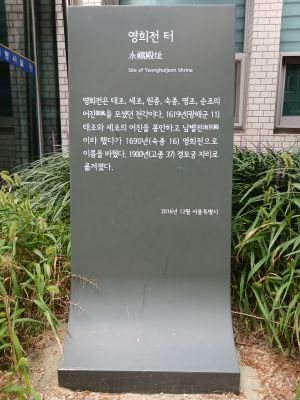 영희전 터
永禧殿址
Site of Yeonghuijeon Shrine
영희전은 태조, 세조, 원종, 숙종, 영조, 순조의
어진御眞을 모셨던 전각이다. 1619년(광해군 11)
태조와 세조의 어진을 봉안하고 남별전南別殿
이라 했다가 1690년(숙종 16) 영희전으로
이름을 바꿨다. 1900년(고종 37) 경모궁 자리로
옮겨졌다.
2016년 12월 서울특별시